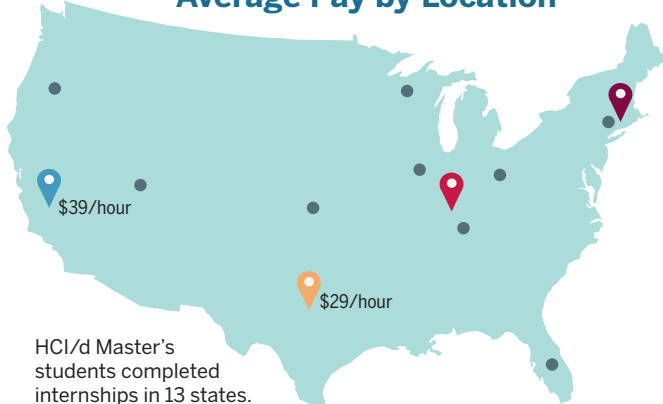 Average Pay by Location
$39/hour
$29/hour
HCI/d Master’s
students completed
internships in 13 states.